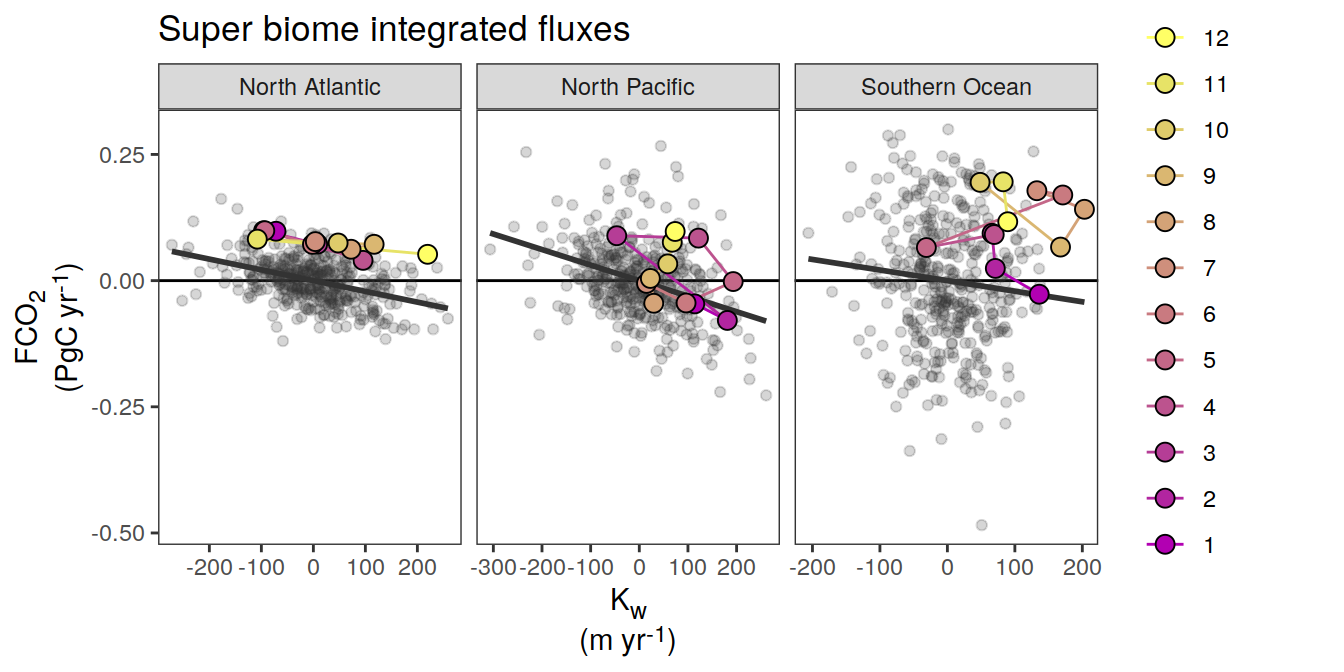 Super biome integrated fluxes
North Atlantic
North Pacific
Southern Ocean
0.25
0.00
-0.25
-0.50
FCO₂
(PgC yr⁻¹)
-200 -100 0 100 200
-300 -200 -100 0 100 200
-200 -100 0 100 200
K_w
(m yr⁻¹)
12
11
10
9
8
7
6
5
4
3
2
1